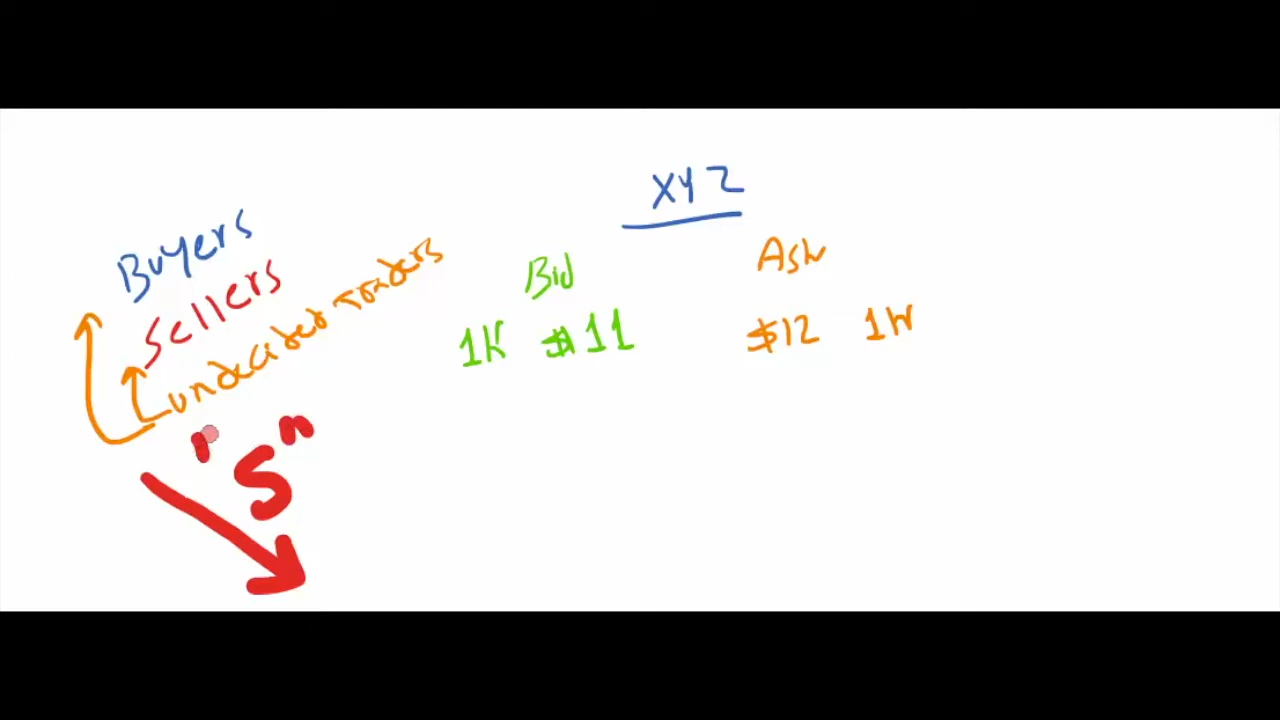 XYZ
Buyers
Sellers
undecided traders
Bid
Ask
1K $11
$12 1K
"S"